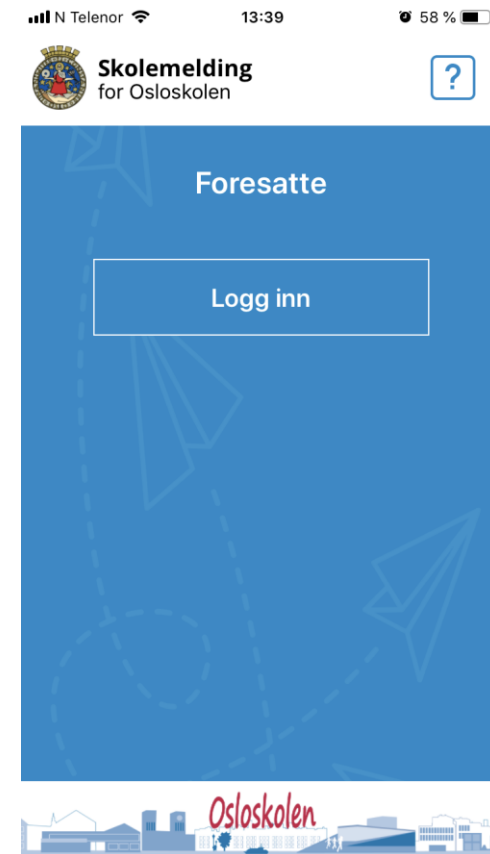 N Telenor 13:39 58 %
Skolemelding
for Osloskolen
?
Foresatte
Logg inn
Osloskolen